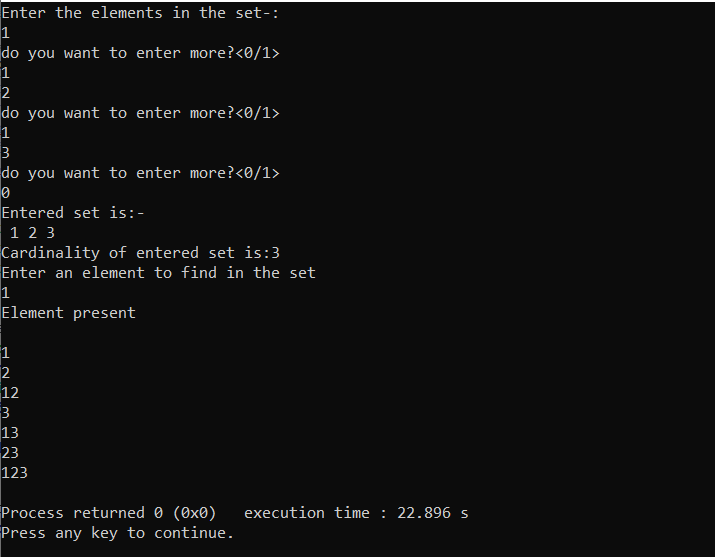 Enter the elements in the set-:
1
do you want to enter more?<0/1>
1
2
do you want to enter more?<0/1>
1
3
do you want to enter more?<0/1>
0
Entered set is:-
 1 2 3
Cardinality of entered set is:3
Enter an element to find in the set
1
Element present

1
2
12
3
13
23
123

Process returned 0 (0x0)   execution time : 22.896 s
Press any key to continue.